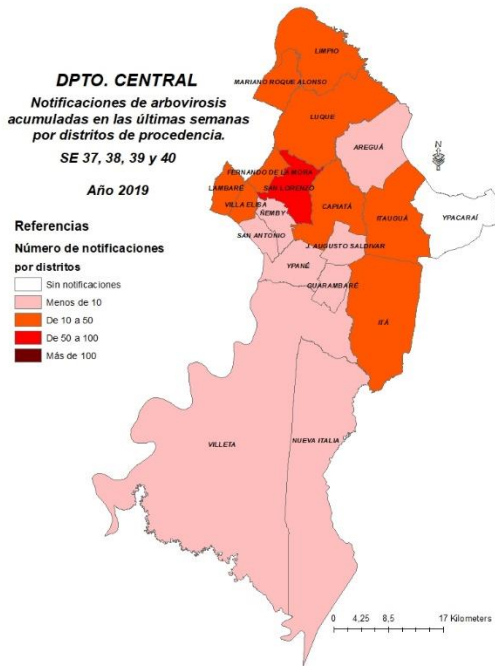 DPTO. CENTRAL
Notificaciones de arbovirosis
acumuladas en las últimas semanas
por distritos de procedencia.
SE 37, 38, 39 y 40
Año 2019
Referencias
Número de notificaciones
por distritos
Sin notificaciones
Menos de 10
De 10 a 50
De 50 a 100
Más de 100
LIMPIO
MARIANO ROQUE ALONSO
LUQUE
AREGUÀ
N
FERNANDO DE LA MORA
LAMBARÉ
SAN LORENZO
VILLA ELISA
CAPIATÁ
ITAUGUÀ
YPACARAÍ
ÑEMBY
SAN ANTONIO
J. AUGUSTO SALDIVAR
YPANÉ
GUARAMBARÉ
ITÁ
VILLETA
NUEVA ITALIA
0 4,25 8,5 17 Kilometers